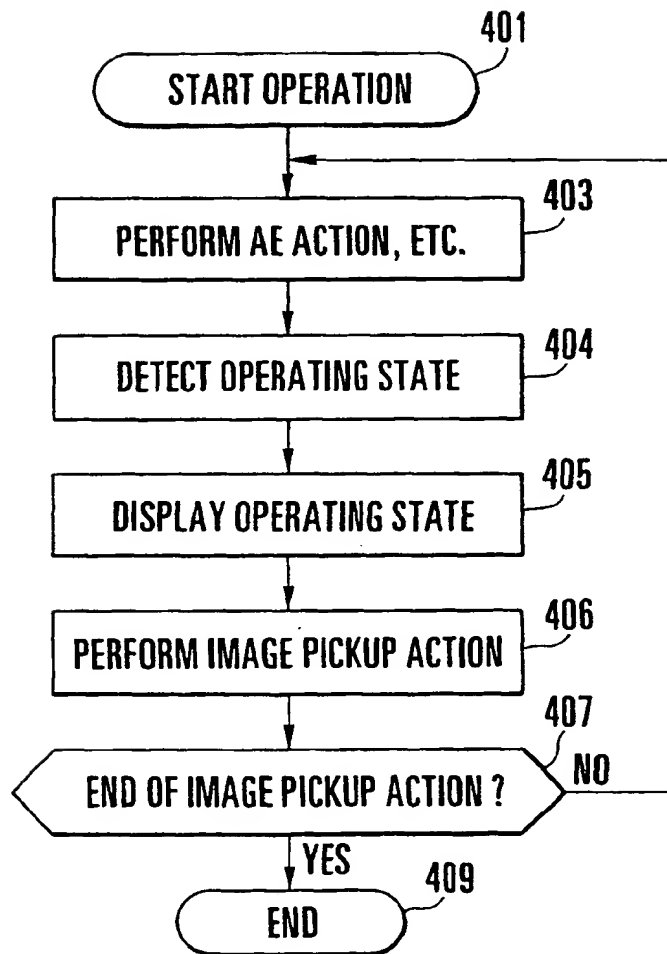 401
START OPERATION
403
PERFORM AE ACTION, ETC.
404
DETECT OPERATING STATE
405
DISPLAY OPERATING STATE
406
PERFORM IMAGE PICKUP ACTION
407
END OF IMAGE PICKUP ACTION ?
NO
YES
409
END